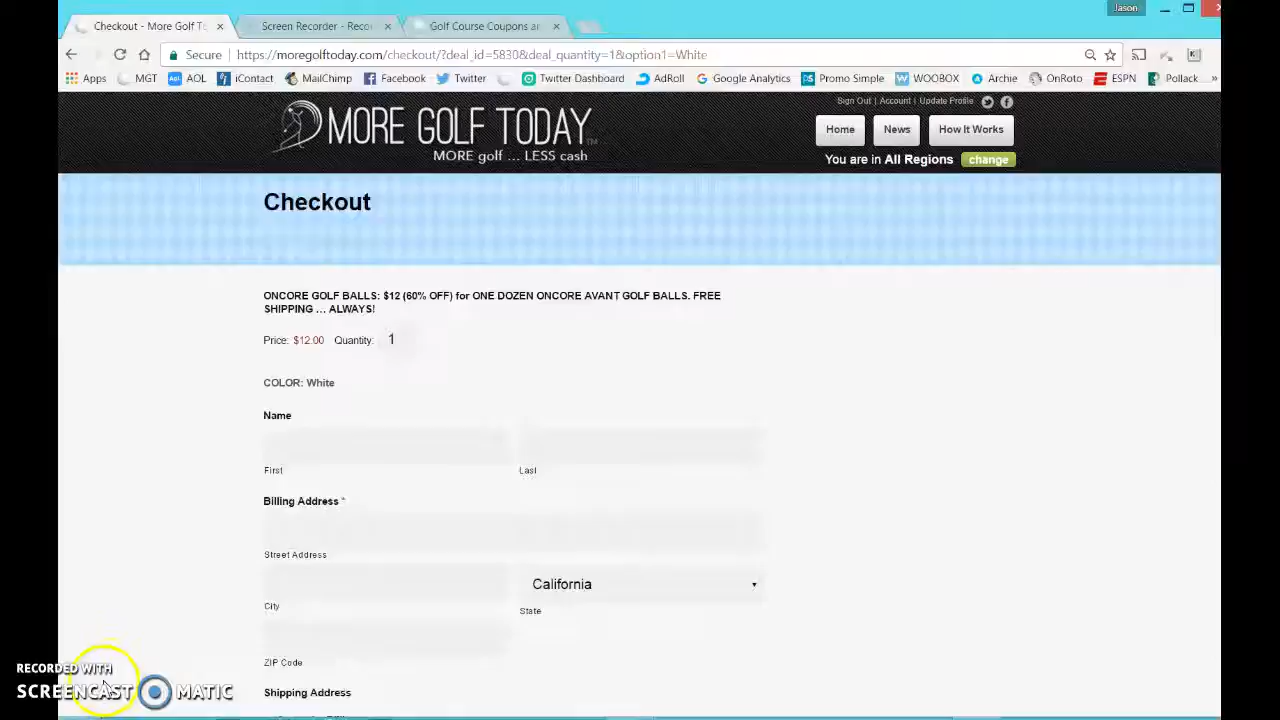 Jason
Checkout - More Golf T
Screen Recorder - Reco
Golf Course Coupons a
Secure
https://moregolftoday.com/checkout/?deal_id=5830&deal_quantity=1&option1=White
Apps MGT AOL iContact MailChimp Facebook Twitter Twitter Dashboard AdRoll Google Analytics Promo Simple WOOBOX Archie OnRoto ESPN Pollack »
Sign Out | Account | Update Profile
MORE GOLF TODAY
MORE golf ... LESS cash
Home News How It Works
You are in All Regions change
Checkout
ONCORE GOLF BALLS: $12 (60% OFF) for ONE DOZEN ONCORE AVANT GOLF BALLS. FREE
SHIPPING ... ALWAYS!
Price: $12.00 Quantity: 1
COLOR: White
Name
First Last
Billing Address *
Street Address
California
City State
ZIP Code
Shipping Address
RECORDED WITH
SCREENCAST MATIC